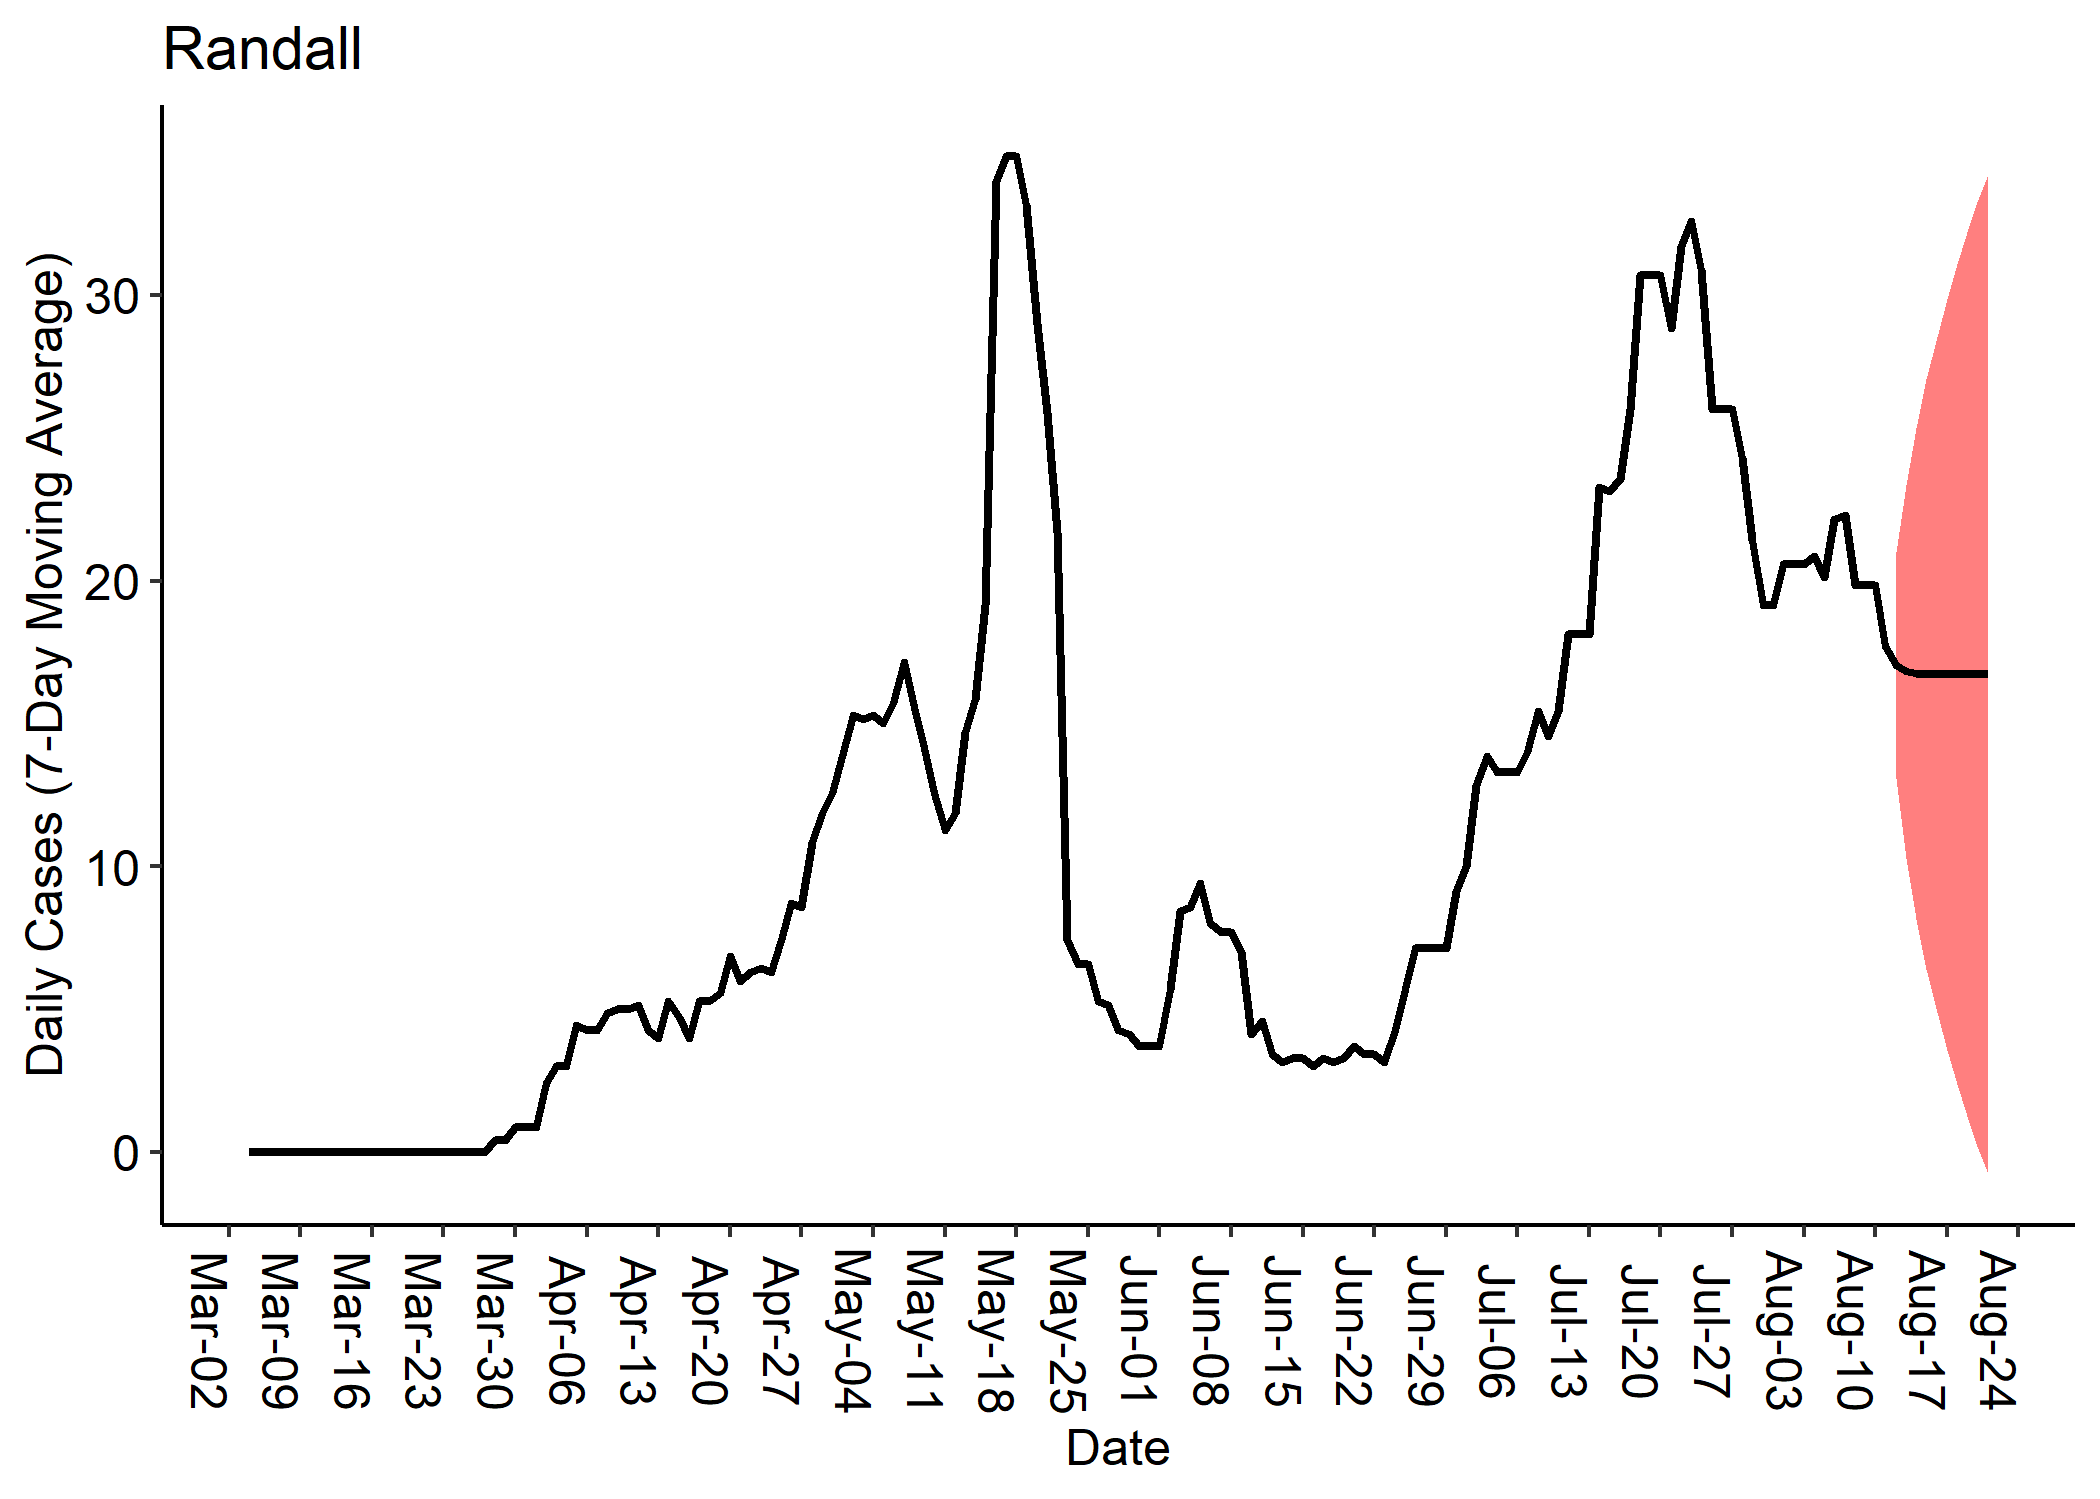 Randall
Daily Cases (7-Day Moving Average)
30
20
10
0
Mar-02
Mar-09
Mar-16
Mar-23
Mar-30
Apr-06
Apr-13
Apr-20
Apr-27
May-04
May-11
May-18
May-25
Jun-01
Jun-08
Jun-15
Jun-22
Jun-29
Jul-06
Jul-13
Jul-20
Jul-27
Aug-03
Aug-10
Aug-17
Aug-24
Date